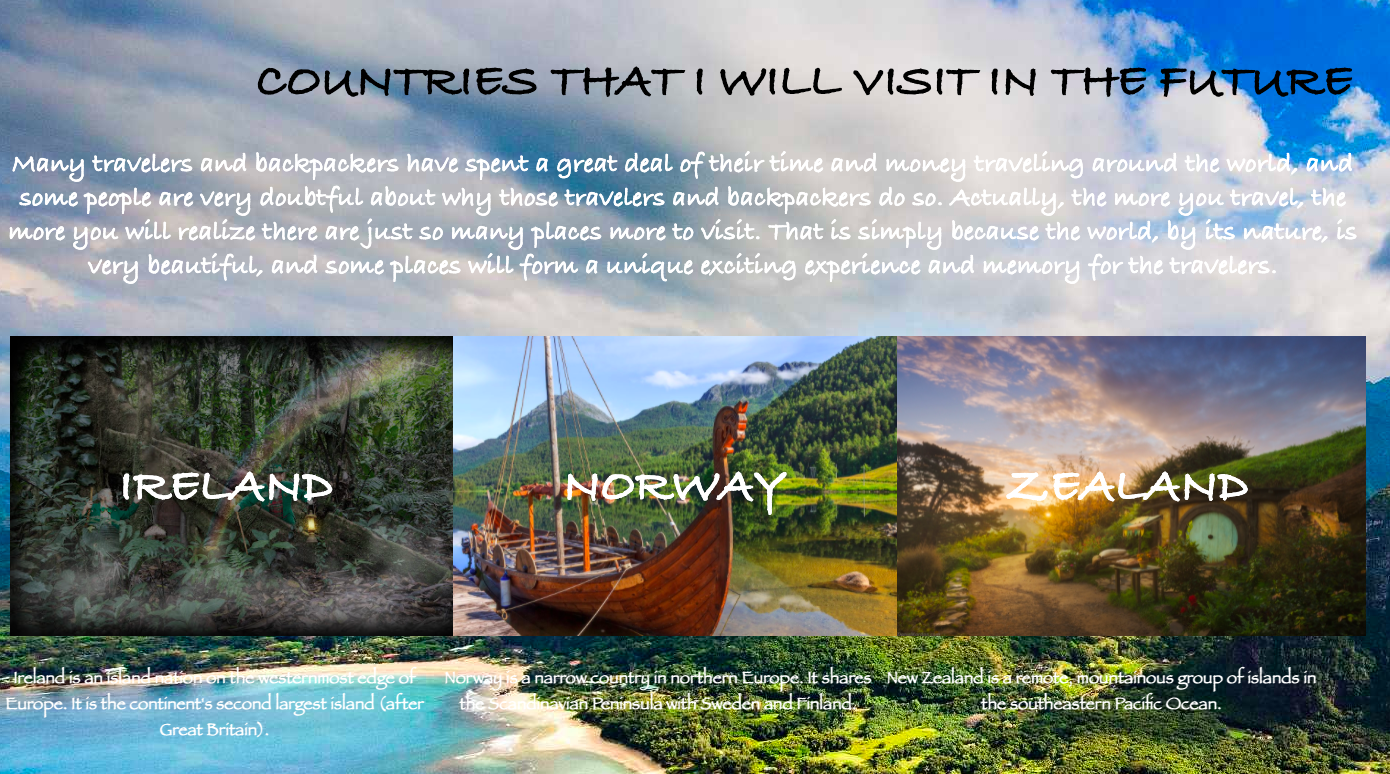 COUNTRIES THAT I WILL VISIT IN THE FUTURE
Many travelers and backpackers have spent a great deal of their time and money traveling around the world, and
some people are very doubtful about why those travelers and backpackers do so. Actually, the more you travel, the
more you will realize there are just so many places more to visit. That is simply because the world, by its nature, is
very beautiful, and some places will form a unique exciting experience and memory for the travelers.
IRELAND
NORWAY
ZEALAND
- Ireland is an island nation on the westernmost edge of
Europe. It is the continent's second largest island (after
Great Britain).
Norway is a narrow country in northern Europe. It shares
the Scandinavian Peninsula with Sweden and Finland.
New Zealand is a remote, mountainous group of islands in
the southeastern Pacific Ocean.